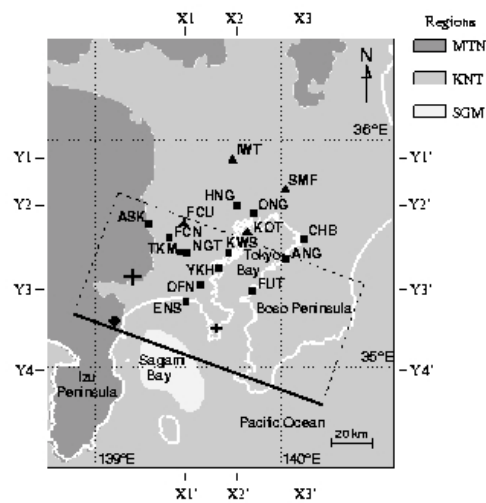 X1 X2 X3
Regions
MTN
KNT
SGM
N
36°E
Y1 IWT Y1'
SMF
Y2 HNG ONG Y2'
ASK FCU KOT
FCN CHB
TKM NGT KWS
Tokyo
Bay
ANG
YKH
Y3 OFN FUT Y3'
ENS Boso Peninsula
35°E
Sagami
Bay
Y4 Y4'
Izu
Peninsula
Pacific Ocean
20 km
139°E 140°E
X1' X2' X3'